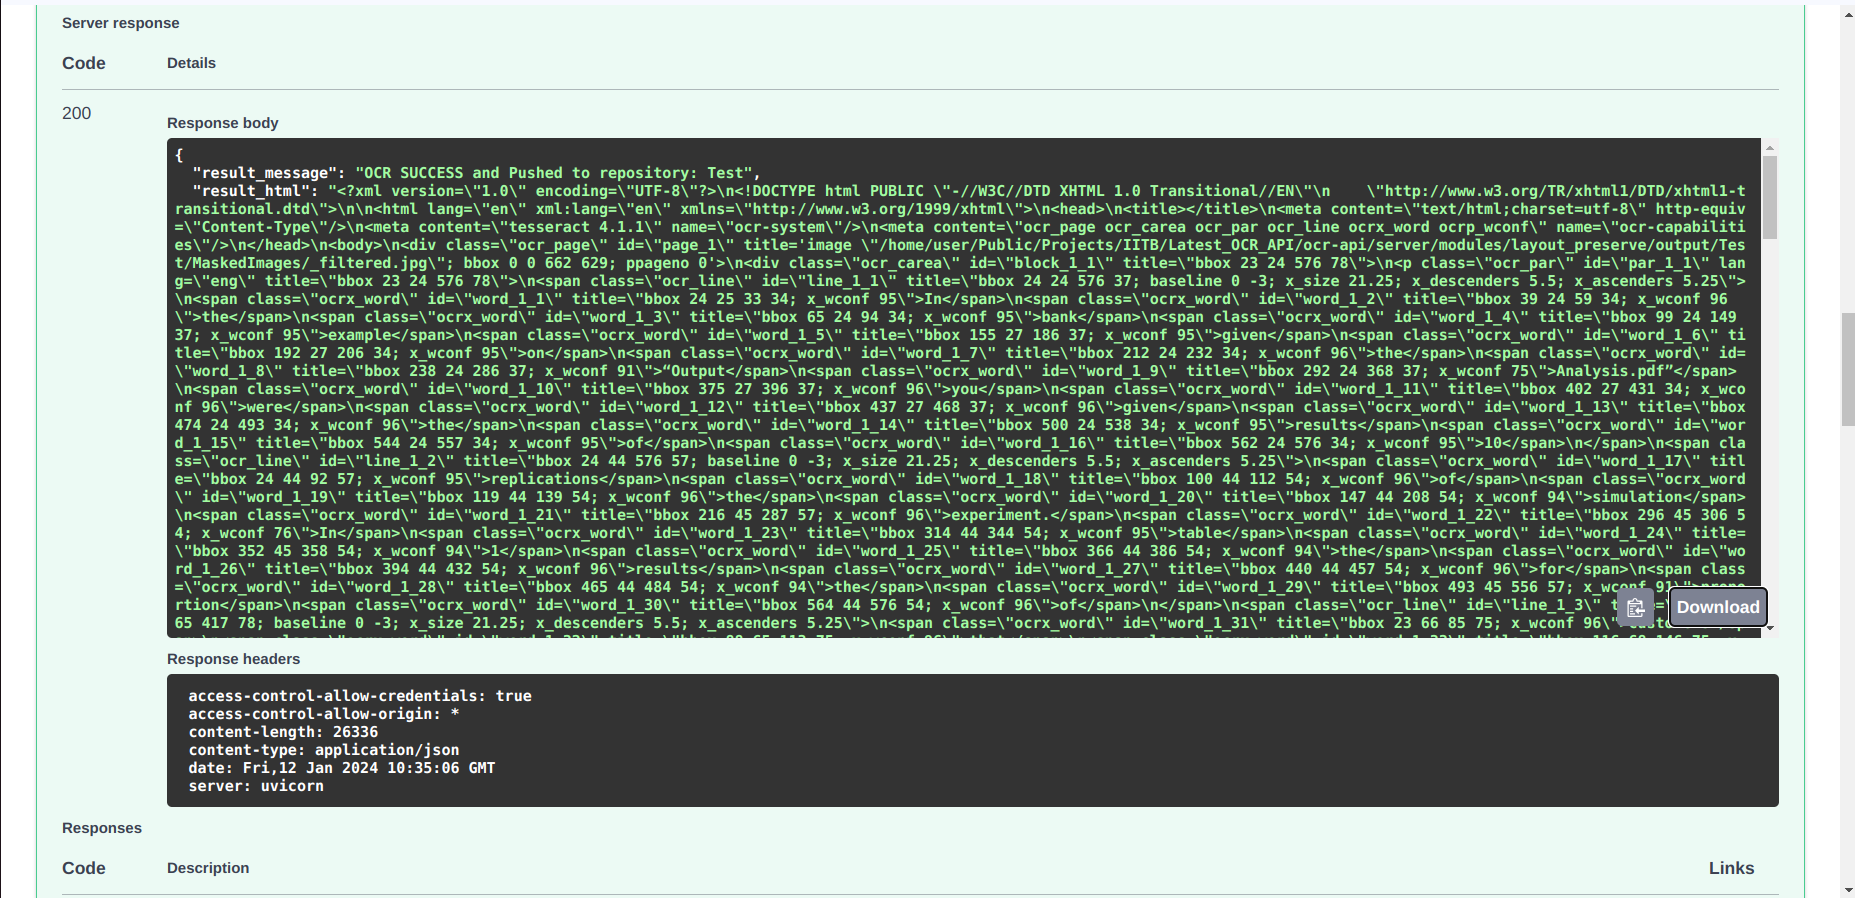 Server response
Code Details
200
Response body
{
"result_message": "OCR SUCCESS and Pushed to repository: Test",
"result_html": "<?xml version=\"1.0\" encoding=\"UTF-8\"?>\n<!DOCTYPE html PUBLIC \"-//W3C//DTD XHTML 1.0 Transitional//EN\"\n    \"http://www.w3.org/TR/xhtml1/DTD/xhtml1-t
ransitional.dtd\">\n\n<html lang=\"en\" xml:lang=\"en\" xmlns=\"http://www.w3.org/1999/xhtml\">\n<head>\n<title></title>\n<meta content=\"text/html;charset=utf-8\" http-equiv
=\"Content-Type\"/>\n<meta content=\"tesseract 4.1.1\" name=\"ocr-system\"/>\n<meta content=\"ocr_page ocr_carea ocr_par ocr_line ocrx_word ocrp_wconf\" name=\"ocr-capabiliti
es\"/>\n</head>\n<body>\n<div class=\"ocr_page\" id=\"page_1\" title='image \"/home/user/Public/Projects/IITB/Latest_OCR_API/ocr-api/server/modules/layout_preserve/output/Tes
t/MaskedImages/_filtered.jpg\"; bbox 0 0 662 629; ppageno 0'>\n<div class=\"ocr_carea\" id=\"block_1_1\" title=\"bbox 23 24 576 78\">\n<p class=\"ocr_par\" id=\"par_1_1\" lan
g=\"eng\" title=\"bbox 23 24 576 78\">\n<span class=\"ocr_line\" id=\"line_1_1\" title=\"bbox 24 24 576 37; baseline 0 -3; x_size 21.25; x_descenders 5.5; x_ascenders 5.25\">
\n<span class=\"ocrx_word\" id=\"word_1_1\" title=\"bbox 24 25 33 34; x_wconf 95\">In</span>\n<span class=\"ocrx_word\" id=\"word_1_2\" title=\"bbox 39 24 59 34; x_wconf 96
\">the</span>\n<span class=\"ocrx_word\" id=\"word_1_3\" title=\"bbox 65 24 94 34; x_wconf 95\">bank</span>\n<span class=\"ocrx_word\" id=\"word_1_4\" title=\"bbox 99 24 149
37; x_wconf 95\">example</span>\n<span class=\"ocrx_word\" id=\"word_1_5\" title=\"bbox 155 27 186 37; x_wconf 95\">given</span>\n<span class=\"ocrx_word\" id=\"word_1_6\" ti
tle=\"bbox 192 27 206 34; x_wconf 95\">on</span>\n<span class=\"ocrx_word\" id=\"word_1_7\" title=\"bbox 212 24 232 34; x_wconf 96\">the</span>\n<span class=\"ocrx_word\" id=
\"word_1_8\" title=\"bbox 238 24 286 37; x_wconf 91\">“Output</span>\n<span class=\"ocrx_word\" id=\"word_1_9\" title=\"bbox 292 24 368 37; x_wconf 75\">Analysis.pdf”</span>
\n<span class=\"ocrx_word\" id=\"word_1_10\" title=\"bbox 375 27 396 37; x_wconf 96\">you</span>\n<span class=\"ocrx_word\" id=\"word_1_11\" title=\"bbox 402 27 431 34; x_wco
nf 96\">were</span>\n<span class=\"ocrx_word\" id=\"word_1_12\" title=\"bbox 437 27 468 37; x_wconf 96\">given</span>\n<span class=\"ocrx_word\" id=\"word_1_13\" title=\"bbox
474 24 493 34; x_wconf 96\">the</span>\n<span class=\"ocrx_word\" id=\"word_1_14\" title=\"bbox 500 24 538 34; x_wconf 95\">results</span>\n<span class=\"ocrx_word\" id=\"wor
d_1_15\" title=\"bbox 544 24 557 34; x_wconf 95\">of</span>\n<span class=\"ocrx_word\" id=\"word_1_16\" title=\"bbox 562 24 576 34; x_wconf 95\">10</span>\n</span>\n<span cla
ss=\"ocr_line\" id=\"line_1_2\" title=\"bbox 24 44 576 57; baseline 0 -3; x_size 21.25; x_descenders 5.5; x_ascenders 5.25\">\n<span class=\"ocrx_word\" id=\"word_1_17\" titl
e=\"bbox 24 44 92 57; x_wconf 95\">replications</span>\n<span class=\"ocrx_word\" id=\"word_1_18\" title=\"bbox 100 44 112 54; x_wconf 96\">of</span>\n<span class=\"ocrx_word
\" id=\"word_1_19\" title=\"bbox 119 44 139 54; x_wconf 96\">the</span>\n<span class=\"ocrx_word\" id=\"word_1_20\" title=\"bbox 147 44 208 54; x_wconf 94\">simulation</span>
\n<span class=\"ocrx_word\" id=\"word_1_21\" title=\"bbox 216 45 287 57; x_wconf 96\">experiment.</span>\n<span class=\"ocrx_word\" id=\"word_1_22\" title=\"bbox 296 45 306 5
4; x_wconf 76\">In</span>\n<span class=\"ocrx_word\" id=\"word_1_23\" title=\"bbox 314 44 344 54; x_wconf 95\">table</span>\n<span class=\"ocrx_word\" id=\"word_1_24\" title=
\"bbox 352 45 358 54; x_wconf 94\">1</span>\n<span class=\"ocrx_word\" id=\"word_1_25\" title=\"bbox 366 44 386 54; x_wconf 94\">the</span>\n<span class=\"ocrx_word\" id=\"wo
rd_1_26\" title=\"bbox 394 44 432 54; x_wconf 96\">results</span>\n<span class=\"ocrx_word\" id=\"word_1_27\" title=\"bbox 440 44 457 54; x_wconf 96\">for</span>\n<span class
=\"ocrx_word\" id=\"word_1_28\" title=\"bbox 465 44 484 54; x_wconf 94\">the</span>\n<span class=\"ocrx_word\" id=\"word_1_29\" title=\"bbox 493 45 556 57; x_wconf 91\">
rtion</span>\n<span class=\"ocrx_word\" id=\"word_1_30\" title=\"bbox 564 44 576 54; x_wconf 96\">of</span>\n</span>\n<span class=\"ocr_line\" id=\"line_1_3\"
65 417 78; baseline 0 -3; x_size 21.25; x_descenders 5.5; x_ascenders 5.25\">\n<span class=\"ocrx_word\" id=\"word_1_31\" title=\"bbox 23 66 85 75; x_wconf 96\">
Download
Response headers
access-control-allow-credentials: true
access-control-allow-origin: *
content-length: 26336
content-type: application/json
date: Fri,12 Jan 2024 10:35:06 GMT
server: uvicorn
Responses
Code Description Links